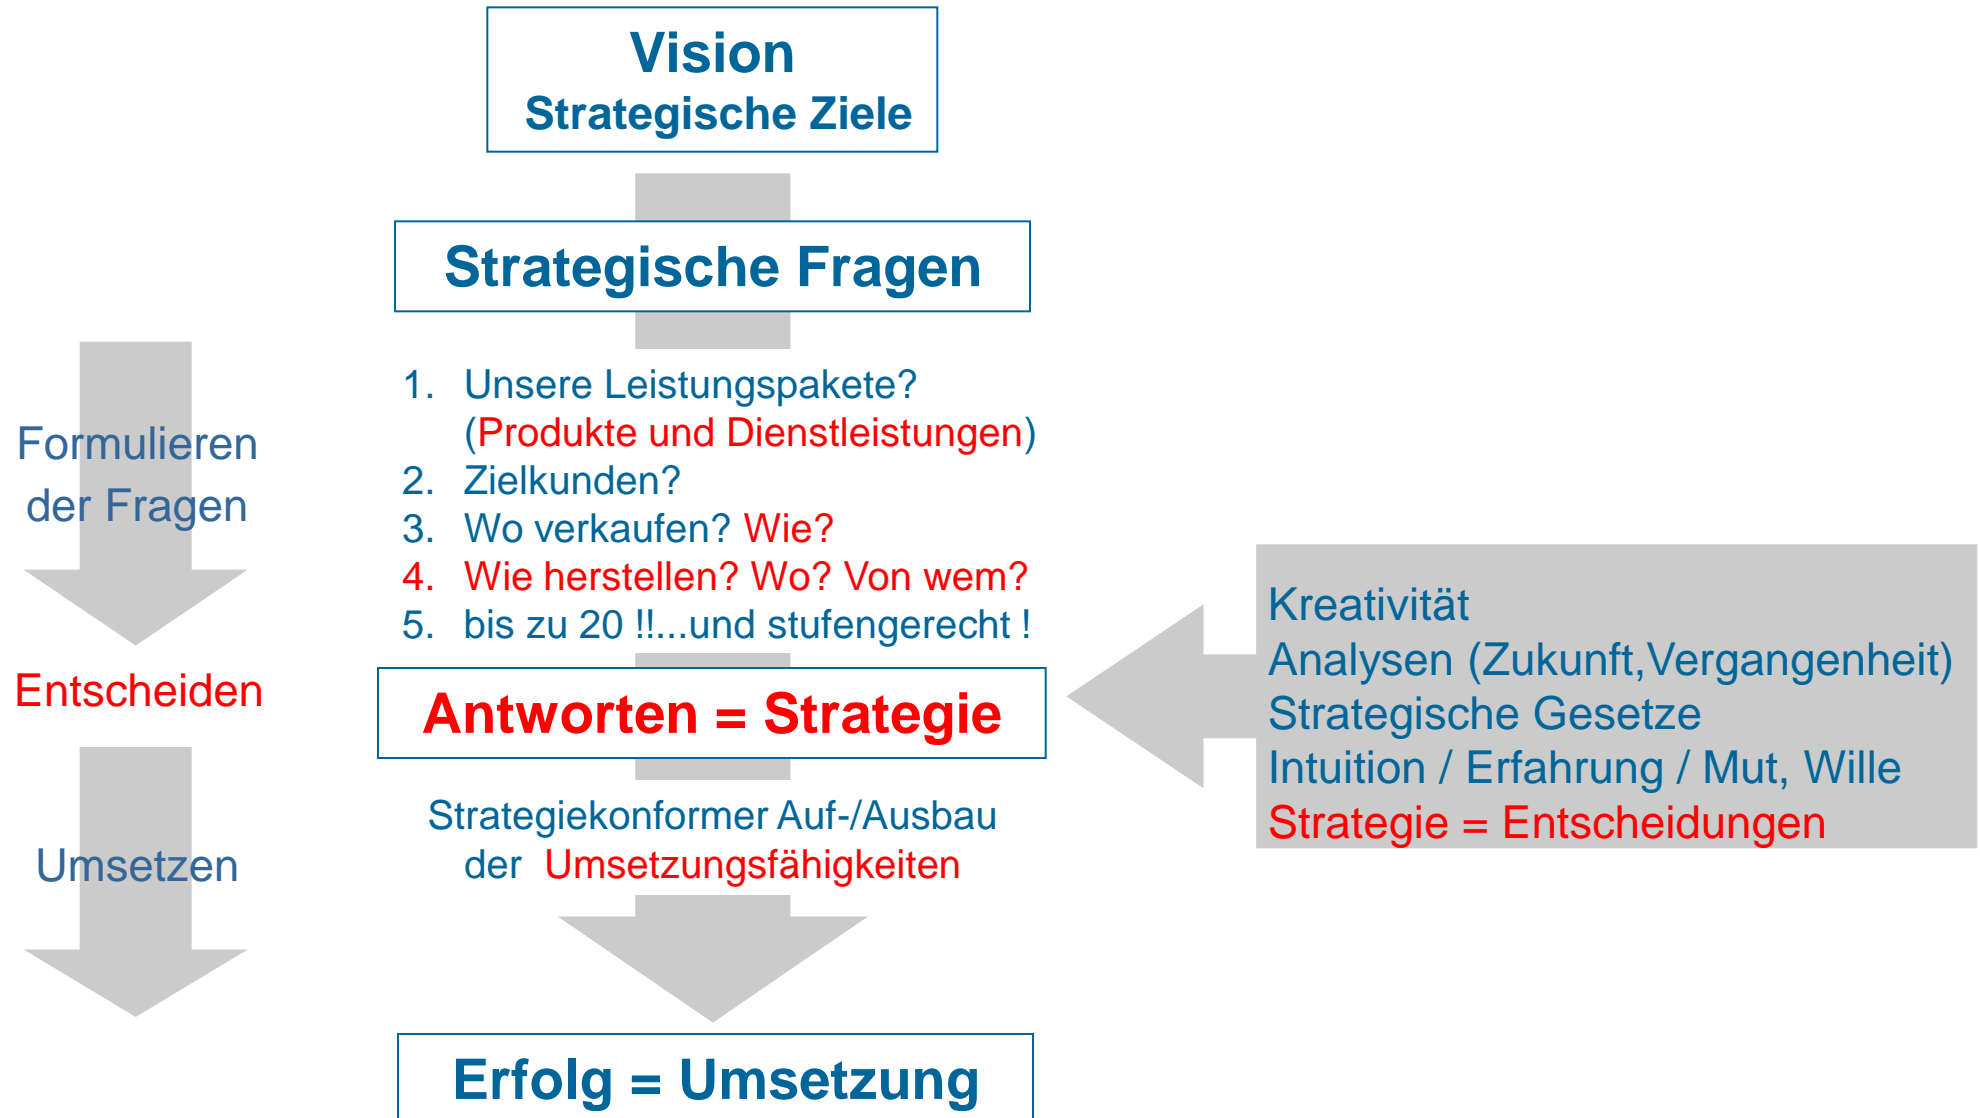 Vision
Strategische Ziele
Strategische Fragen
1. Unsere Leistungspakete?
(Produkte und Dienstleistungen)
2. Zielkunden?
3. Wo verkaufen? Wie?
4. Wie herstellen? Wo? Von wem?
5. bis zu 20 !!...und stufengerecht !
Antworten = Strategie
Strategiekonformer Auf-/Ausbau
der Umsetzungsfähigkeiten
Erfolg = Umsetzung
Formulieren
der Fragen
Entscheiden
Umsetzen
Kreativität
Analysen (Zukunft,Vergangenheit)
Strategische Gesetze
Intuition / Erfahrung / Mut, Wille
Strategie = Entscheidungen